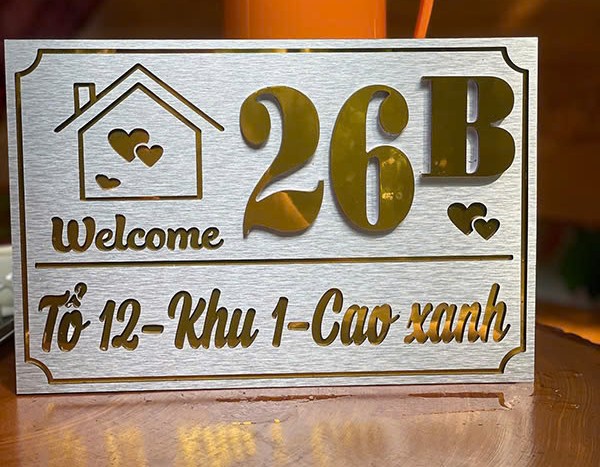 26B
Welcome
Tổ 12-Khu 1-Cao xanh